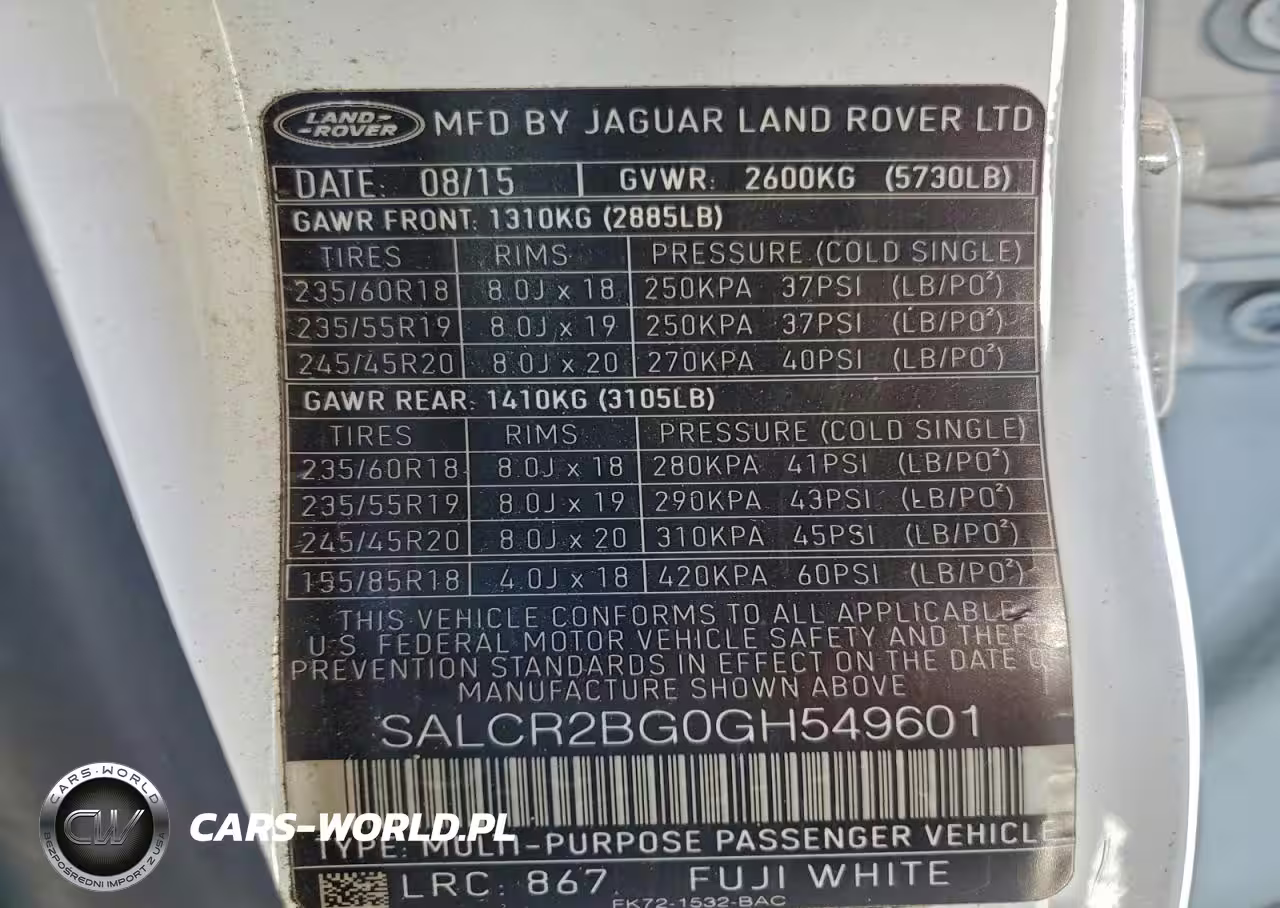 LAND-
-ROVER
MFD BY JAGUAR LAND ROVER LTD
DATE: 08/15 GVWR: 2600KG (5730LB)
GAWR FRONT: 1310KG (2885LB)
TIRES RIMS PRESSURE (COLD SINGLE)
235/60R18 8.0J x 18 250KPA 37PSI (LB/PO²)
235/55R19 8.0J x 19 250KPA 37PSI (LB/PO²)
245/45R20 8.0J x 20 270KPA 40PSI (LB/PO²)
GAWR REAR: 1410KG (3105LB)
TIRES RIMS PRESSURE (COLD SINGLE)
235/60R18 8.0J x 18 280KPA 41PSI (LB/PO²)
235/55R19 8.0J x 19 290KPA 43PSI (LB/PO²)
245/45R20 8.0J x 20 310KPA 45PSI (LB/PO²)
155/85R18 4.0J x 18 420KPA 60PSI (LB/PO²)
THIS VEHICLE CONFORMS TO ALL APPLICABLE
U.S. FEDERAL MOTOR VEHICLE SAFETY AND THEFT
PREVENTION STANDARDS IN EFFECT ON THE DATE O
MANUFACTURE SHOWN ABOVE
SALCR2BG0GH549601
TYPE: MULTI-PURPOSE PASSENGER VEHICLE
LRC: 867 FUJI WHITE
FK72-1532-BAC
CARS-WORLD
CW
BEZPOŚREDNI IMPORT Z USA
CARS-WORLD.PL